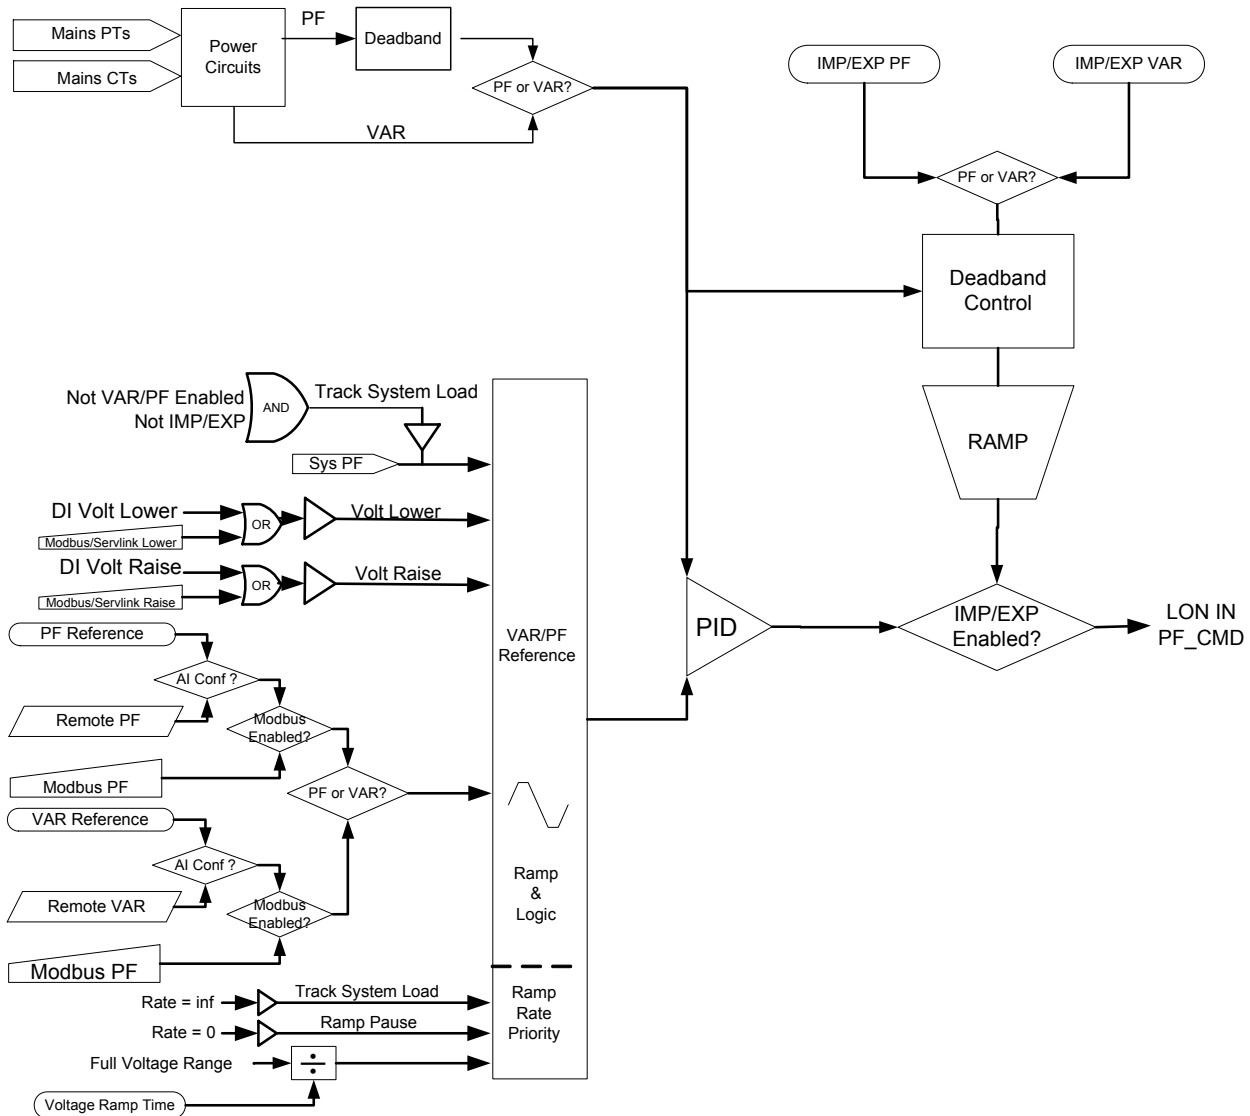 PF
Mains PTs
Power
Circuits
Deadband
Mains CTs
PF or VAR?
VAR
IMP/EXP PF
IMP/EXP VAR
PF or VAR?
Deadband
Control
RAMP
Not VAR/PF Enabled
Not IMP/EXP
AND
Track System Load
Sys PF
DI Volt Lower
Modbus/Servlink Lower
OR
Volt Lower
DI Volt Raise
Modbus/Servlink Raise
OR
Volt Raise
PF Reference
AI Conf ?
Remote PF
Modbus
Enabled?
Modbus PF
PF or VAR?
VAR Reference
AI Conf ?
Remote VAR
Modbus
Enabled?
Modbus PF
VAR/PF
Reference
Ramp
&
Logic
Ramp
Rate
Priority
Rate = inf
Track System Load
Rate = 0
Ramp Pause
Full Voltage Range
÷
Voltage Ramp Time
PID
IMP/EXP
Enabled?
LON IN
PF_CMD